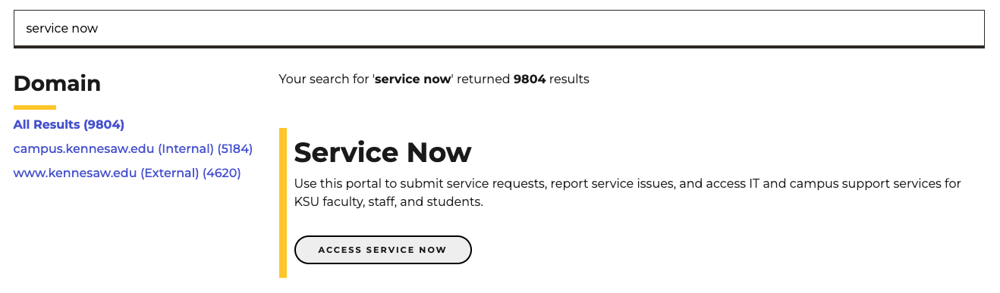 service now
Domain
All Results (9804)
campus.kennesaw.edu (Internal) (5184)
www.kennesaw.edu (External) (4620)
Your search for 'service now' returned 9804 results
Service Now
Use this portal to submit service requests, report service issues, and access IT and campus support services for
KSU faculty, staff, and students.
ACCESS SERVICE NOW